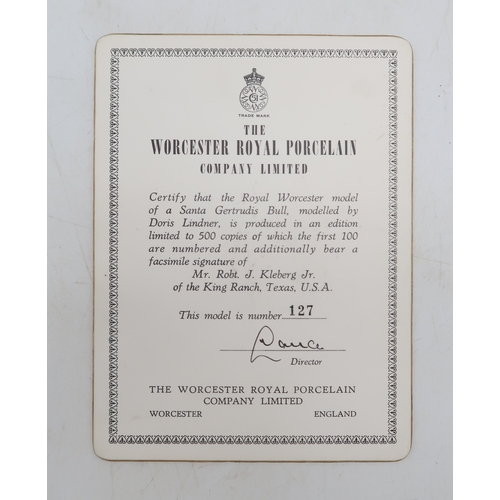 TRADE MARK
THE
WORCESTER ROYAL PORCELAIN
COMPANY LIMITED
Certify that the Royal Worcester model
of a Santa Gertrudis Bull, modelled by
Doris Lindner, is produced in an edition
limited to 500 copies of which the first 100
are numbered and additionally bear a
facsimile signature of
Mr. Robt. J. Kleberg Jr.
of the King Ranch, Texas, U.S.A.
This model is number 127
Director
THE WORCESTER ROYAL PORCELAIN
COMPANY LIMITED
WORCESTER ENGLAND